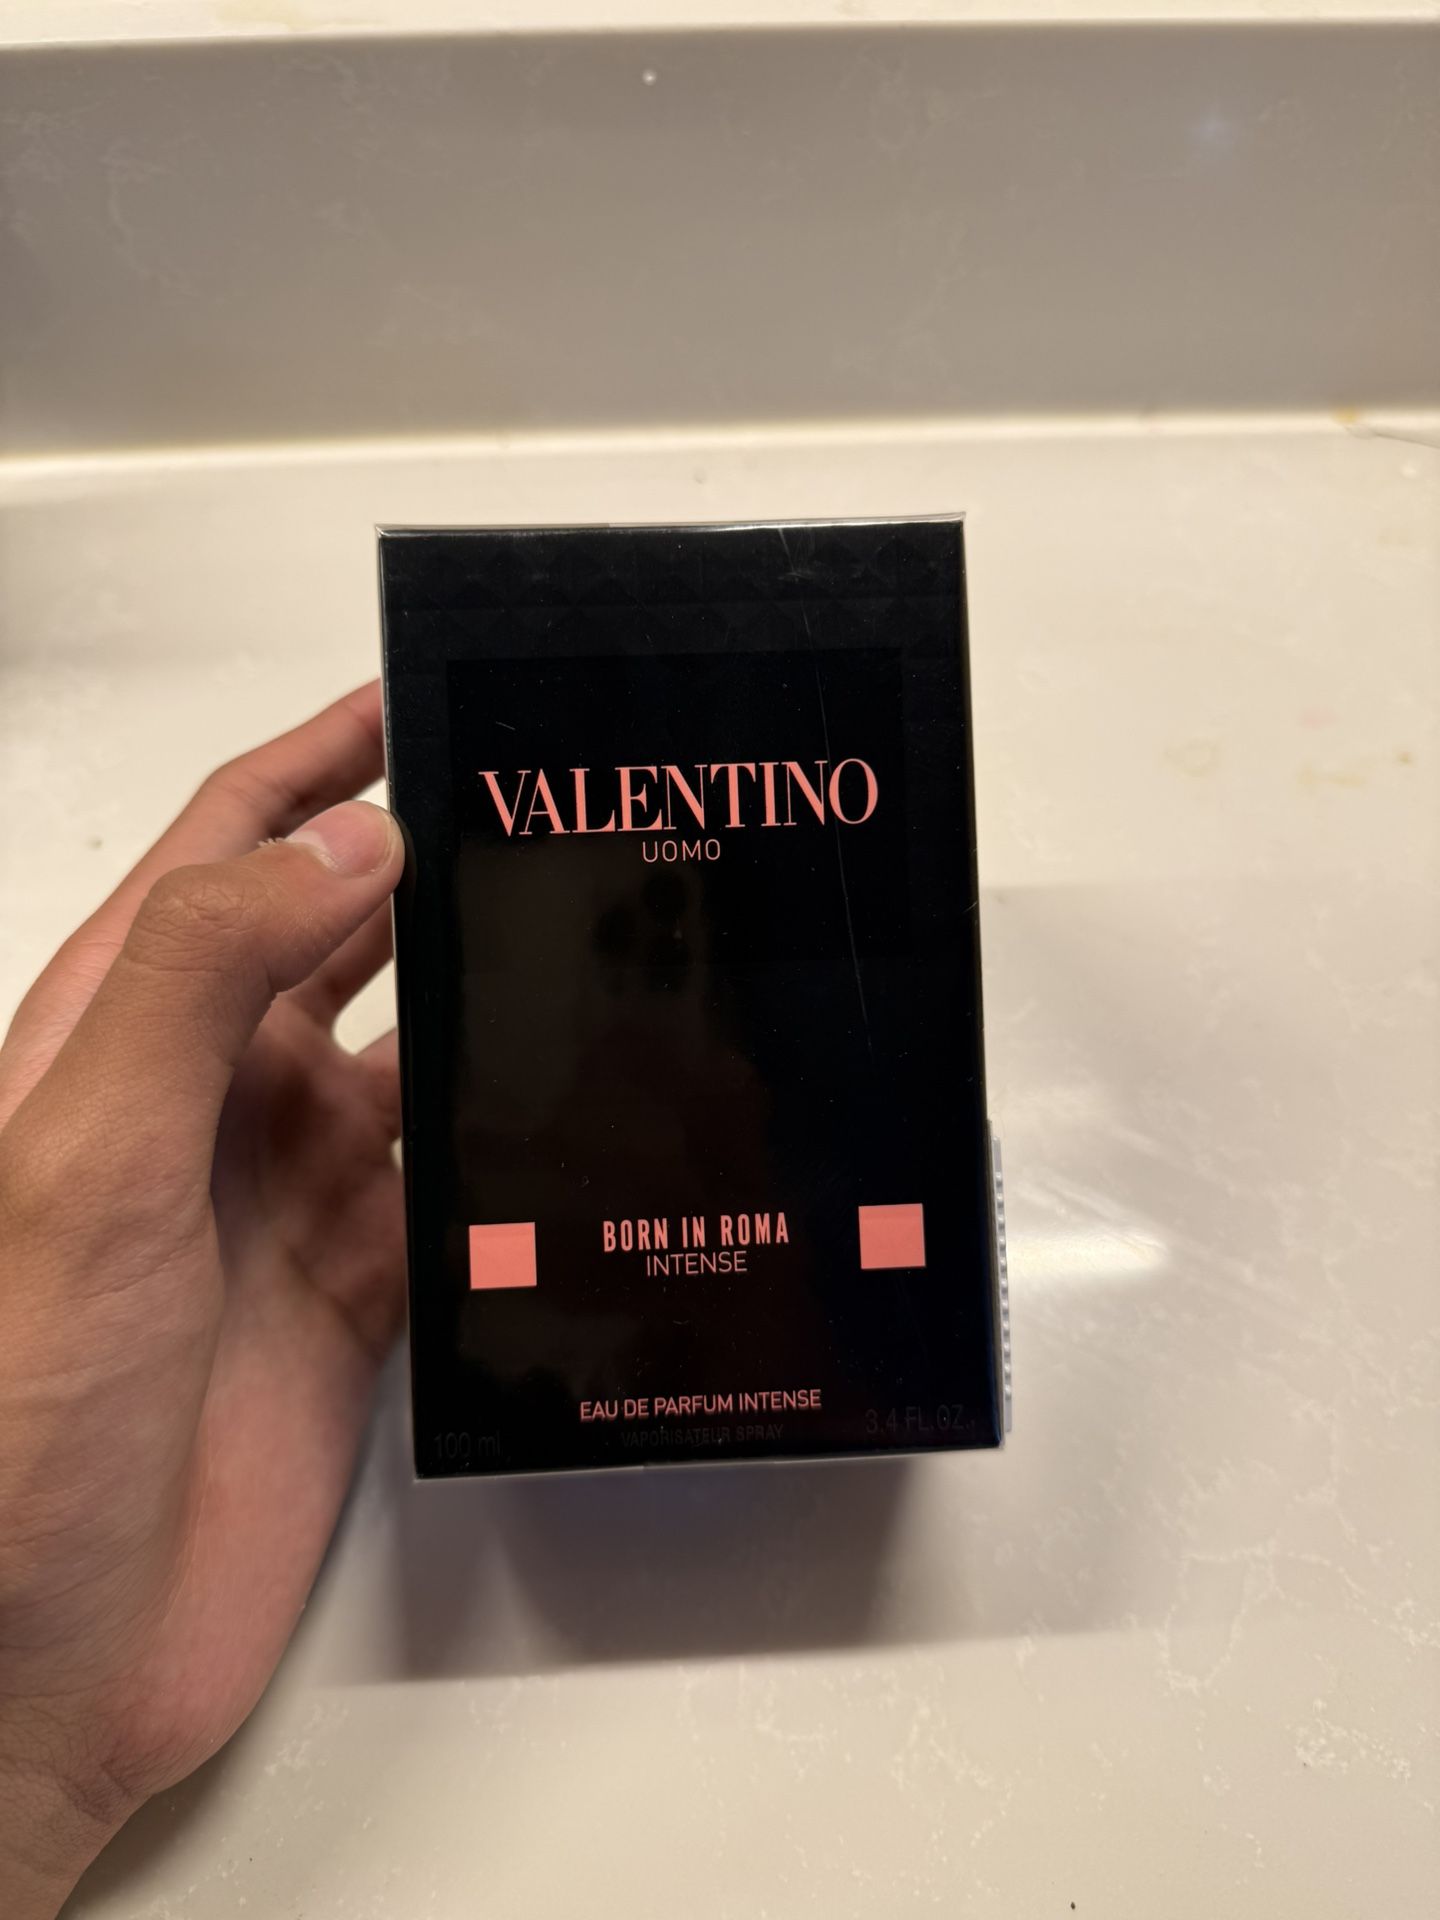 VALENTINO
UOMO
BORN IN ROMA
INTENSE
EAU DE PARFUM INTENSE
100 ml VAPORISATEUR SPRAY 3.4 FL.OZ.